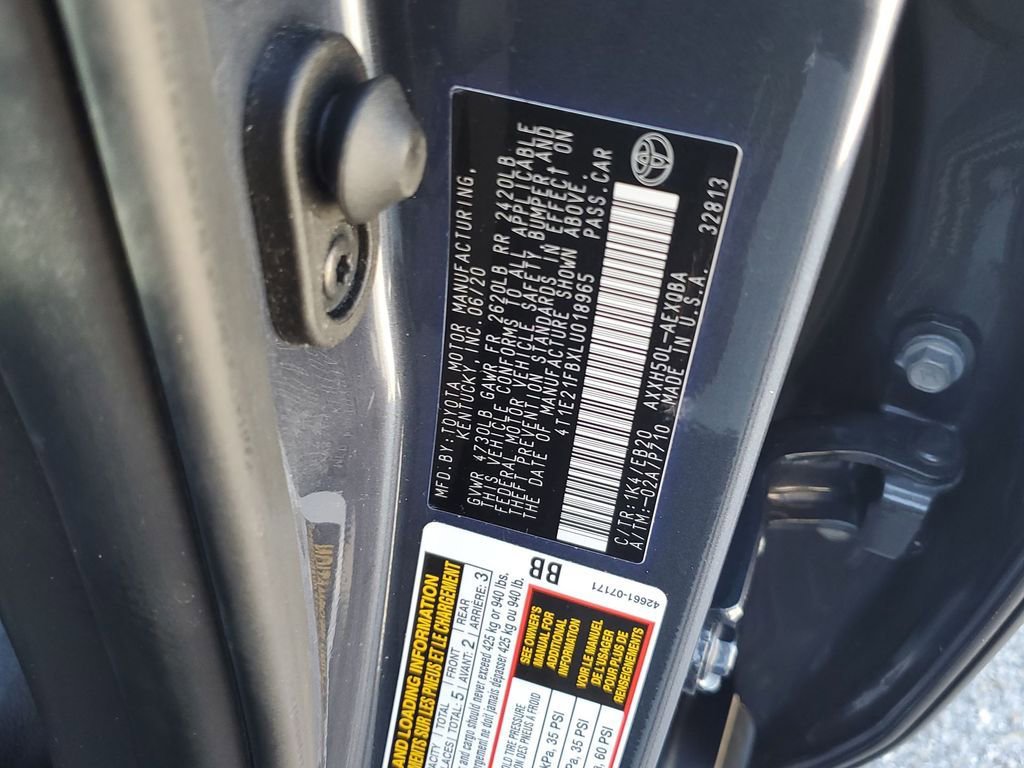 MFD.BY:TOYOTA MOTOR MANUFACTURING,
KENTUCKY,INC.06/20
GVWR 4730LB GAWR FR 2620LB RR 2420LB
THIS VEHICLE CONFORMS TO ALL APPLICABLE
FEDERAL MOTOR VEHICLE SAFETY BUMPER AND
THEFT PREVENTION STANDARDS IN EFFECT ON
THE DATE OF MANUFACTURE SHOWN ABOVE.
4T1E21FBXLU018965 PASS.CAR
C/TR:1K4/EB20 AXXH50L-AEXQBA
A/TM:-02A/P710 MADE IN U.S.A. 32813
AND LOADING INFORMATION
SUR LES PNEUS ET LE CHARGEMENT
TOTAL 5 FRONT 2 REAR 3
TOTAL: AVANT: ARRIÈRE:
and cargo should never exceed 425 kg or 940 lbs.
ne doit jamais dépasser 425 kg ou 940 lb.
BB
TIRE PRESSURE
DES PNEUS À FROID
kPa, 35 PSI
35 PSI
60 PSI
SEE OWNER'S
MANUAL FOR
ADDITIONAL
INFORMATION
VOIR LE MANUEL
DE L'USAGER
POUR PLUS DE
RENSEIGNEMENTS
42661-07171